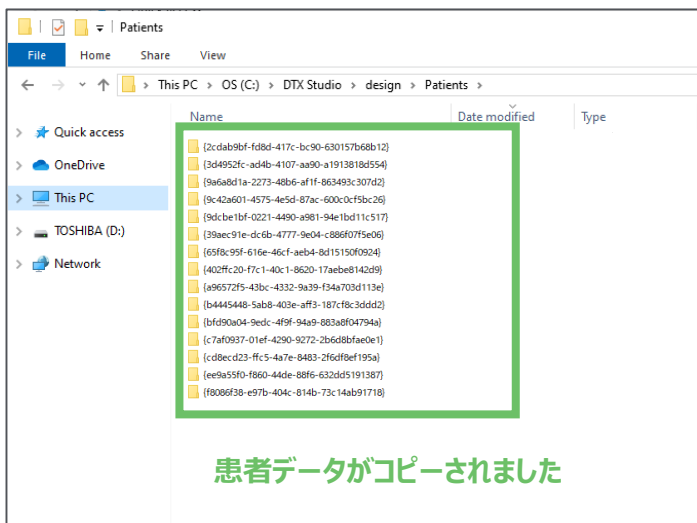 Patients
File Home Share View
This PC > OS (C:) > DTX Studio > design > Patients >
Name Date modified Type
Quick access
OneDrive
This PC
TOSHIBA (D:)
Network
{2cdab9bf-fd8d-417c-bc90-630157b68b12}
{3d4952fc-ad4b-4107-aa90-a1913818d554}
{9a6a8d1a-2273-48b6-af1f-863493c307d2}
{9c42a601-4575-4e5d-87ac-600c0cf5bc26}
{9dcbe1bf-0221-4490-a981-94e1bd11c517}
{39aec91e-dc6b-4777-9e04-c886f07f5e06}
{65f8c95f-616e-46cf-aeb4-8d15150f0924}
{402ffc20-f7c1-40c1-8620-17aebe8142d9}
{a96572f5-43bc-4332-9a39-f34a703d113e}
{b4445448-5ab8-403e-aff3-187cf8c3ddd2}
{bfd90a04-9edc-4f9f-94a9-883a8f04794a}
{c7af0937-01ef-4290-9272-2b6d8bfae0e1}
{cd8ecd23-ffc5-4a7e-8483-2f6df8ef195a}
{ee9a55f0-f860-44de-88f6-632dd5191387}
{f8086f38-e97b-404c-814b-73c14ab91718}
患者データがコピーされました